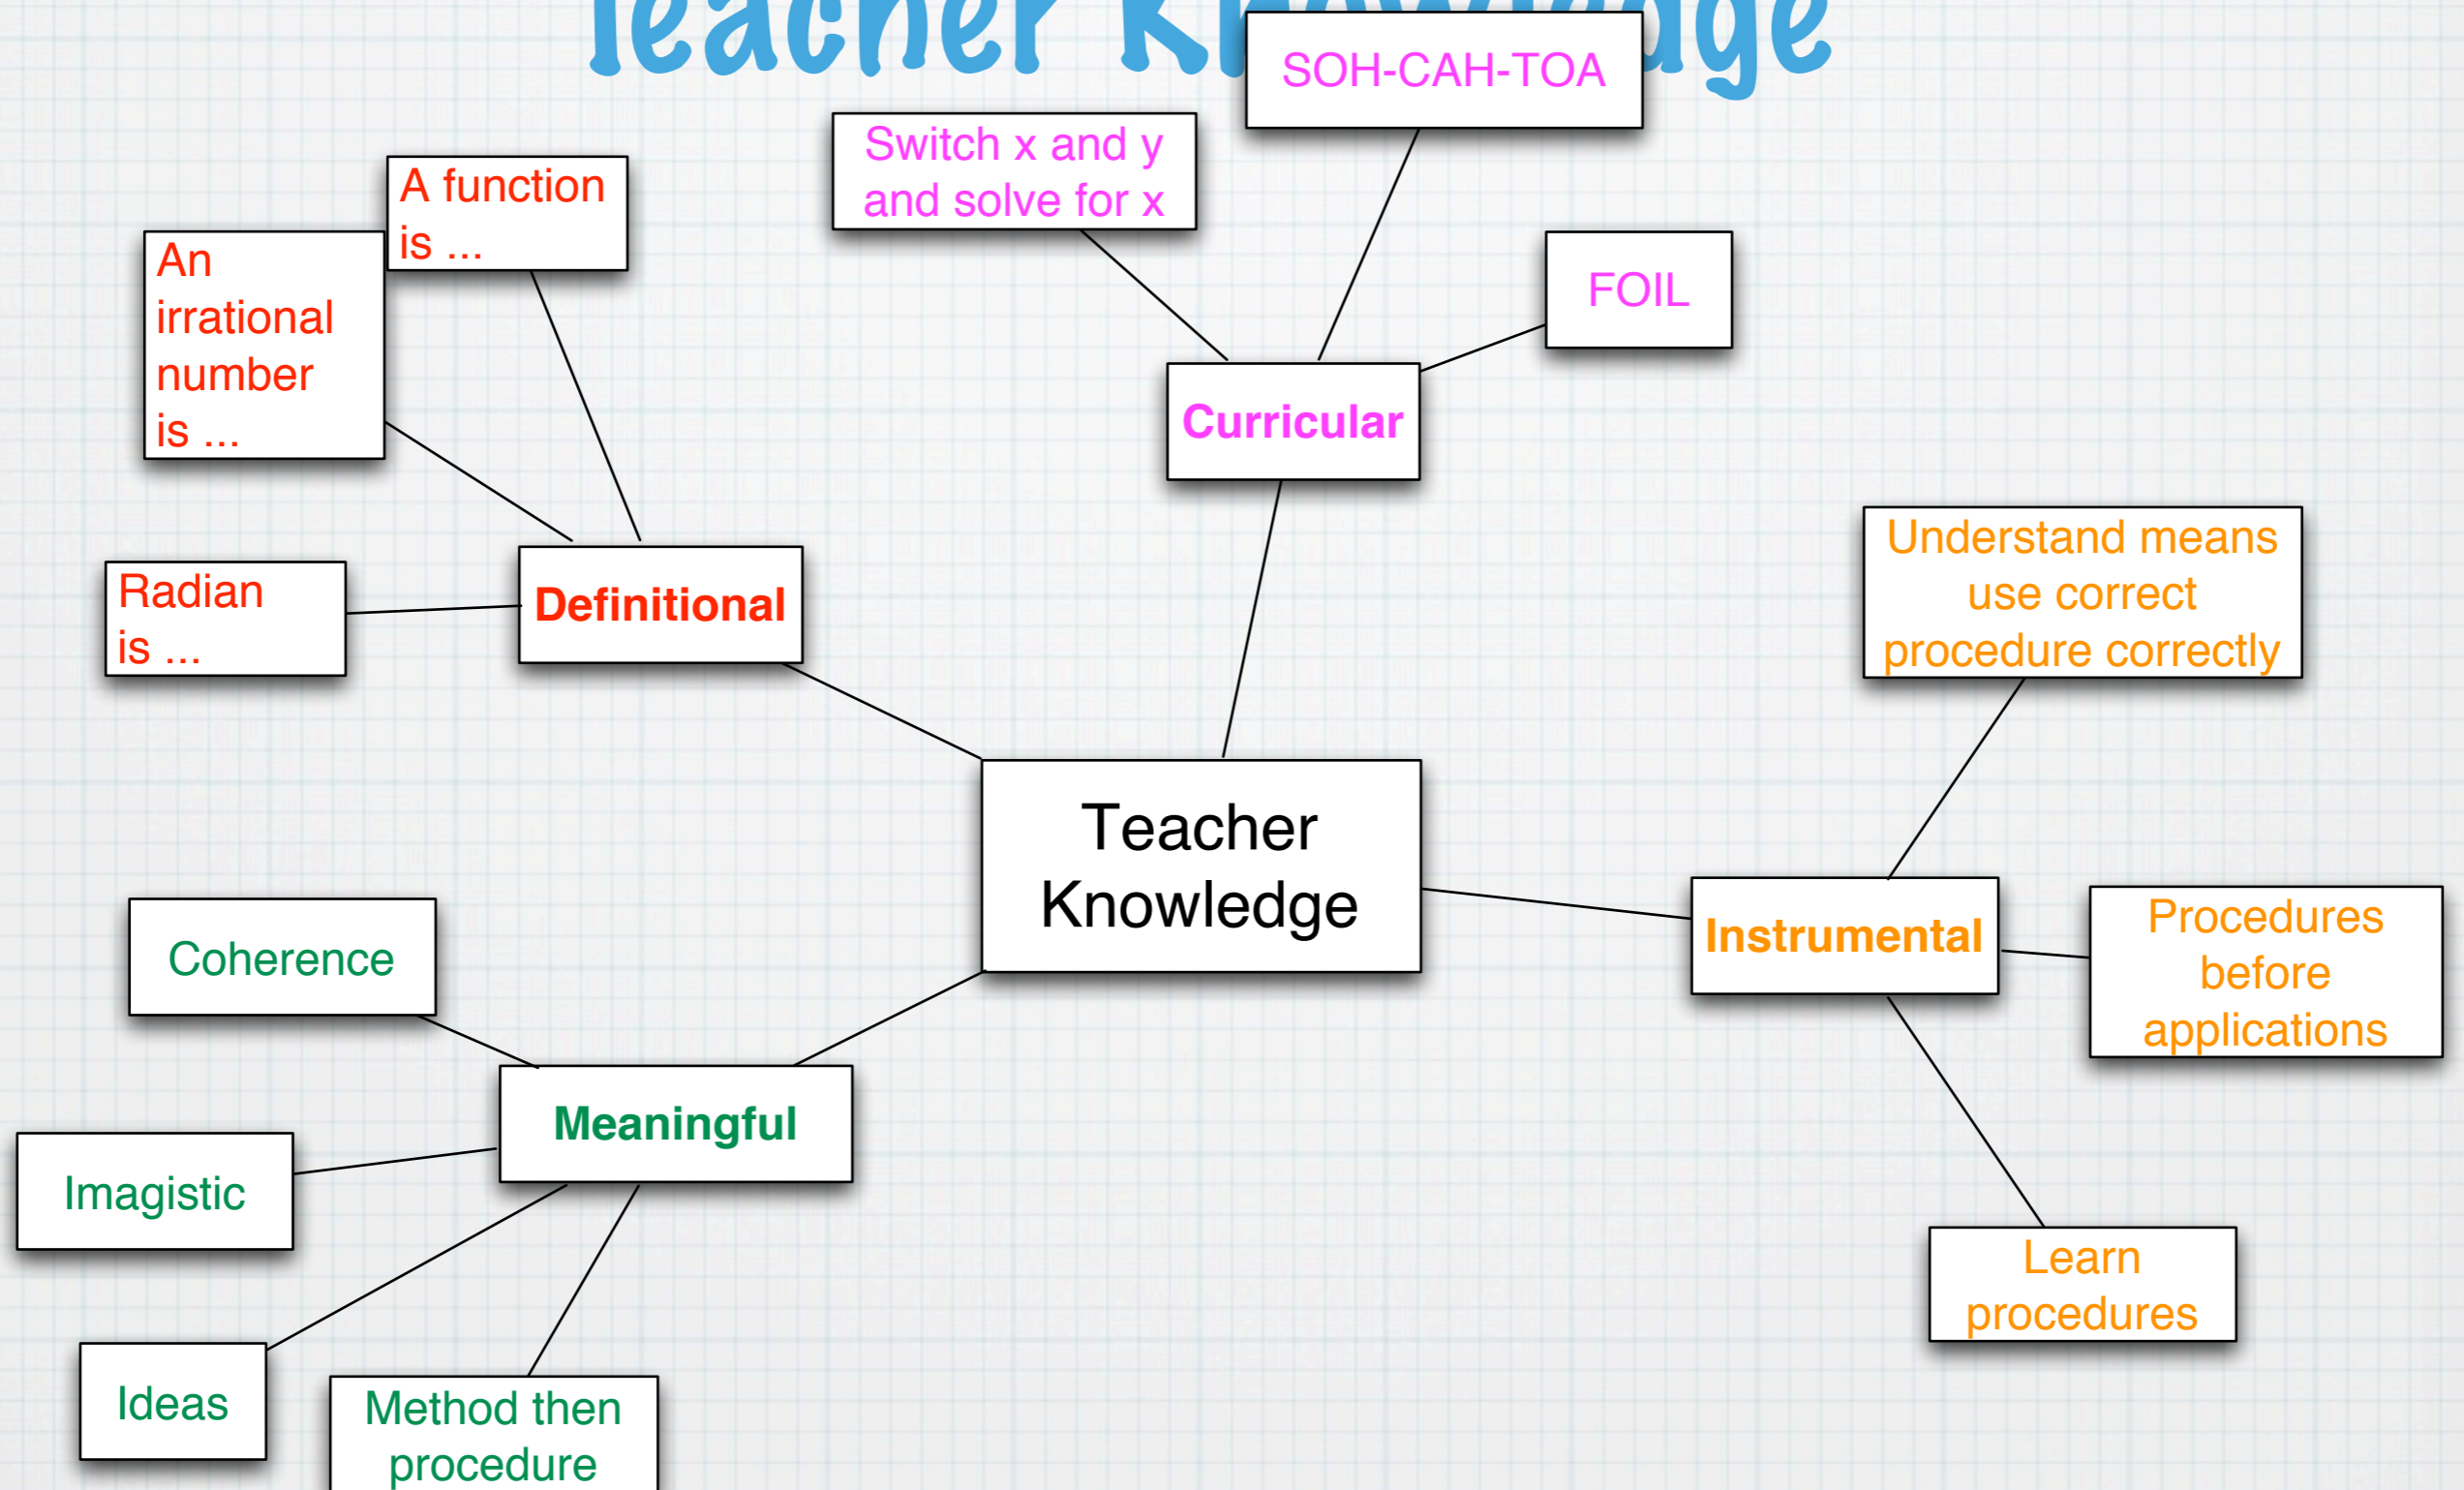 Teacher Knowledge
SOH-CAH-TOA
Switch x and y
and solve for x
A function
is ...
An
irrational
number
is ...
FOIL
Curricular
Understand means
use correct
procedure correctly
Radian
is ...
Definitional
Teacher
Knowledge
Instrumental
Procedures
before
applications
Coherence
Meaningful
Imagistic
Learn
procedures
Ideas
Method then
procedure